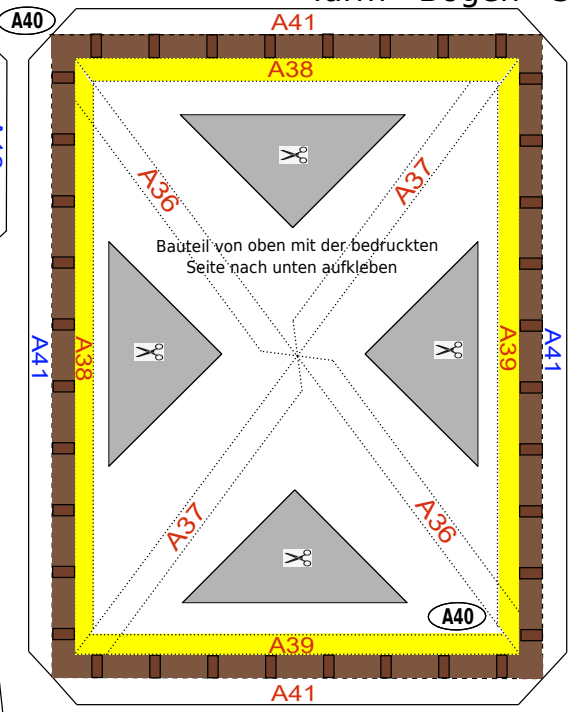 A40
A41
A38
A36
A37
Bauteil von oben mit der bedruckten
Seite nach unten aufkleben
A41
A38
A39
A41
A37
A36
A40
A39
A41